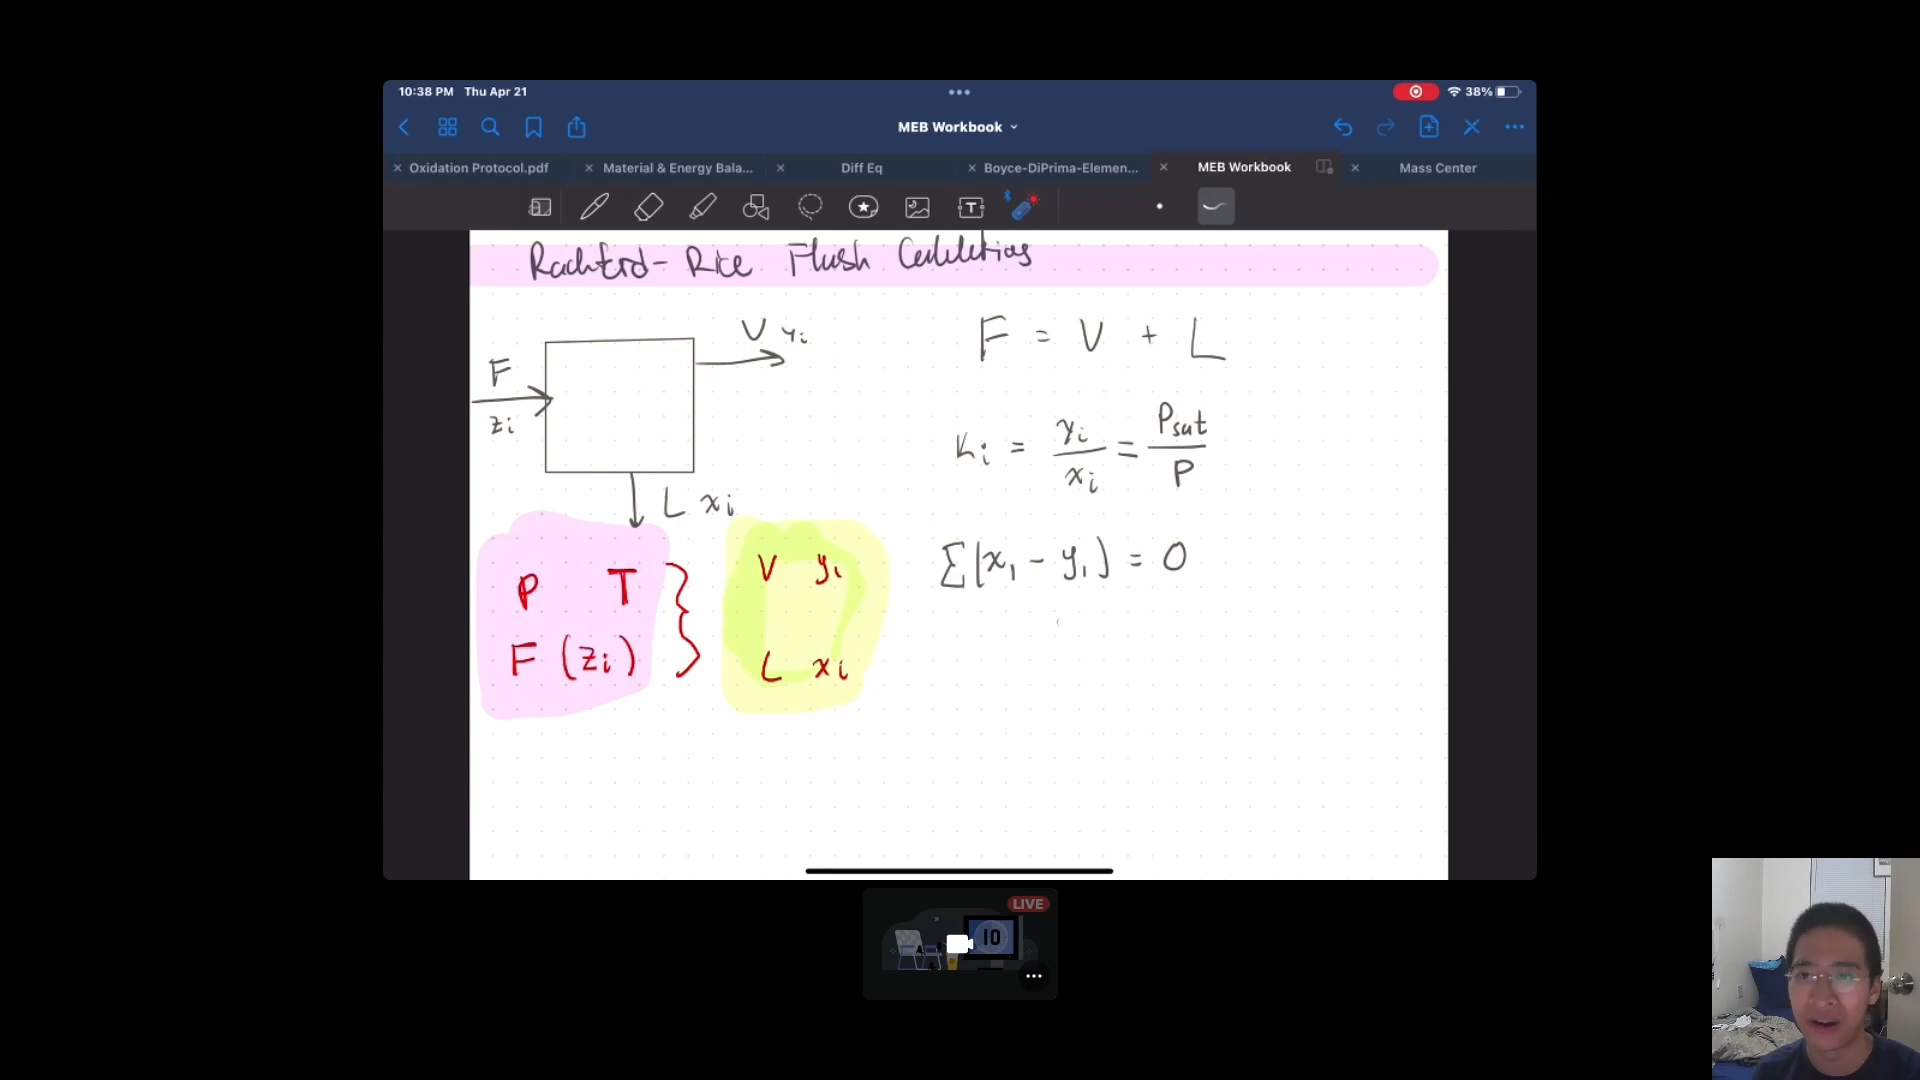 10:38 PM Thu Apr 21
38%
MEB Workbook
Oxidation Protocol.pdf
Material & Energy Bala...
Diff Eq
Boyce-DiPrima-Elemen...
MEB Workbook
Mass Center
Rachford-Rice Flush
F = V + L
V yi
F
zi
Ki = yi/xi = Psat/P
L xi
Σ(x₁ - y₁) = 0
P T
F (zi)
V yi
L xi
LIVE
10